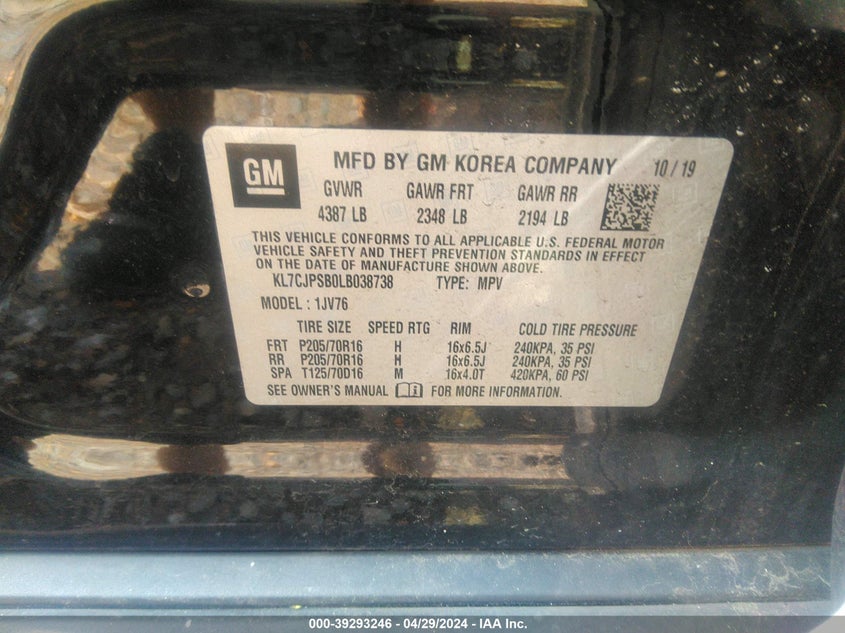 GM
MFD BY GM KOREA COMPANY 10/19
GVWR GAWR FRT GAWR RR
4387 LB 2348 LB 2194 LB
THIS VEHICLE CONFORMS TO ALL APPLICABLE U.S. FEDERAL MOTOR
VEHICLE SAFETY AND THEFT PREVENTION STANDARDS IN EFFECT
ON THE DATE OF MANUFACTURE SHOWN ABOVE.
KL7CJPSB0LB038738 TYPE: MPV
MODEL : 1JV76
TIRE SIZE SPEED RTG RIM COLD TIRE PRESSURE
FRT P205/70R16 H 16x6.5J 240KPA, 35 PSI
RR P205/70R16 H 16x6.5J 240KPA, 35 PSI
SPA T125/70D16 M 16x4.0T 420KPA, 60 PSI
SEE OWNER'S MANUAL FOR MORE INFORMATION.
000-39293246 - 04/29/2024 - IAA Inc.